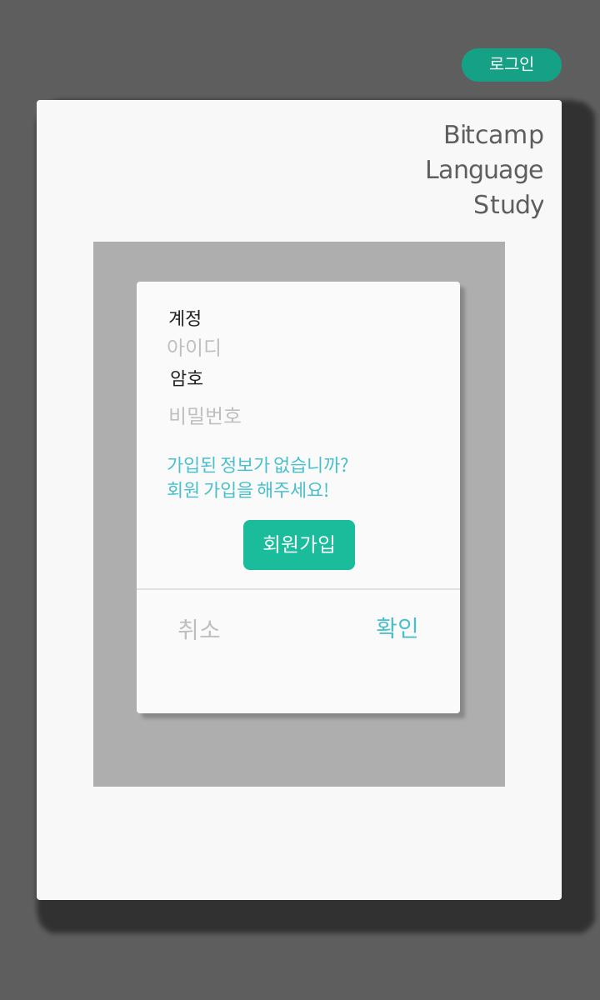 로그인
Bitcamp
Language
Study
계정
아이디
암호
비밀번호
가입된 정보가 없습니까?
회원 가입을 해주세요!
회원가입
취소 확인